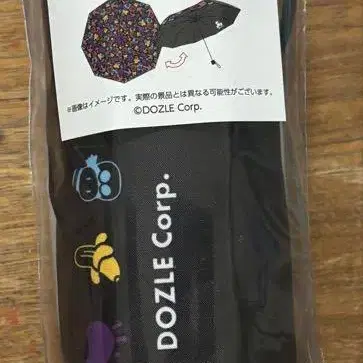 ※画像はイメージです。実際の景品とは異なる可能性がございます。
©DOZLE Corp.
DOZLE Corp.